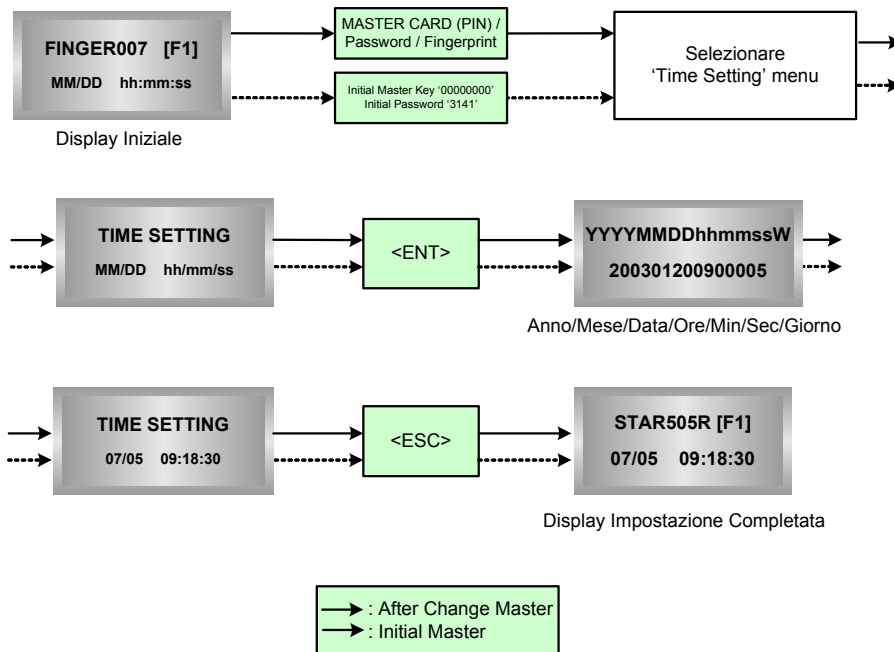 FINGER007 [F1]
MM/DD hh:mm:ss
Display Iniziale
MASTER CARD (PIN) /
Password / Fingerprint
Initial Master Key '00000000'
Initial Password '3141'
Selezionare
'Time Setting' menu
TIME SETTING
MM/DD hh/mm/ss
<ENT>
YYYYMMDDhhmmssW
200301200900005
Anno/Mese/Data/Ore/Min/Sec/Giorno
TIME SETTING
07/05 09:18:30
<ESC>
STAR505R [F1]
07/05 09:18:30
Display Impostazione Completata
: After Change Master
: Initial Master